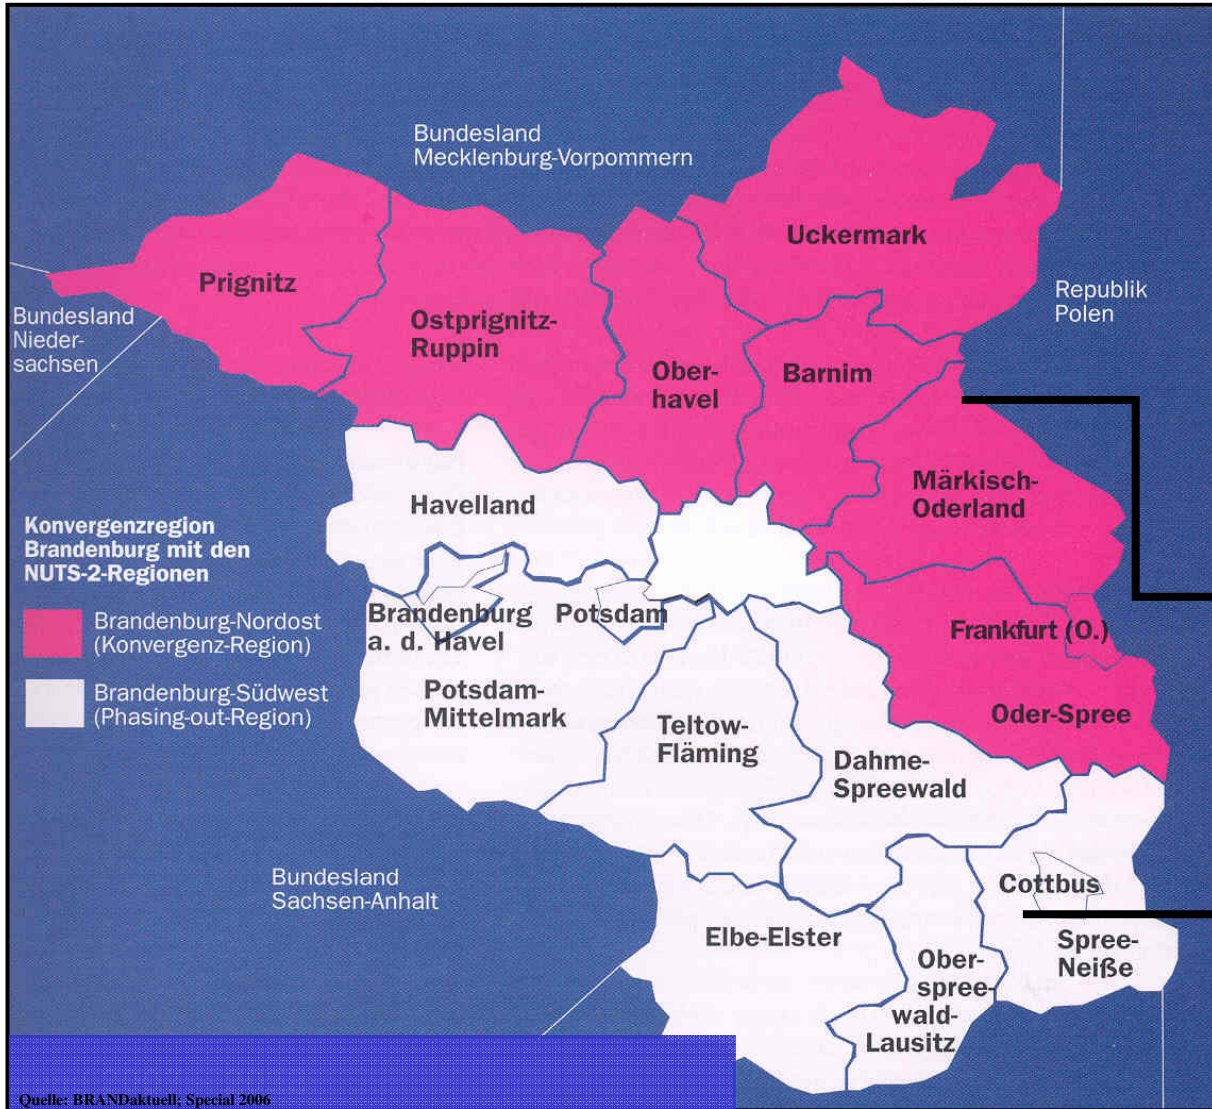 Bundesland
Mecklenburg-Vorpommern
Uckermark
Prignitz
Republik
Polen
Bundesland
Nieder-
sachsen
Ostprignitz-
Ruppin
Ober-
havel
Barnim
Märkisch-
Oderland
Havelland
Konvergenzregion
Brandenburg mit den
NUTS-2-Regionen
Brandenburg-Nordost
(Konvergenz-Region)
Brandenburg-Südwest
(Phasing-out-Region)
Brandenburg
a. d. Havel
Potsdam
Frankfurt (O.)
Potsdam-
Mittelmark
Oder-Spree
Teltow-
Fläming
Dahme-
Spreewald
Bundesland
Sachsen-Anhalt
Cottbus
Elbe-Elster
Spree-
Neiße
Ober-
spree-
wald-
Lausitz
Quelle: BRANDaktuell; Special 2006